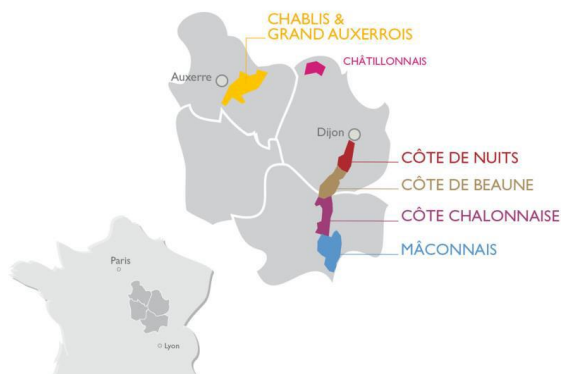 CHABLIS &
GRAND AUXERROIS
CHÂTILLONNAIS
Auxerre
Dijon
CÔTE DE NUITS
CÔTE DE BEAUNE
CÔTE CHALONNAISE
MÂCONNAIS
Paris
Lyon